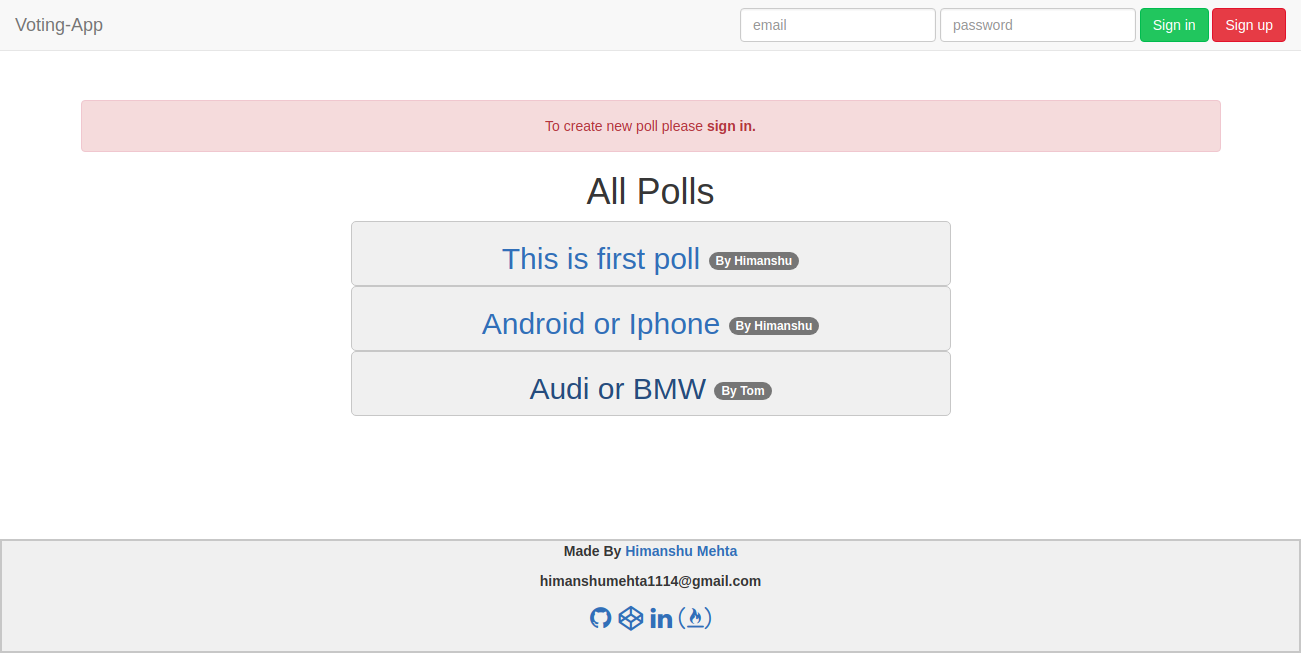 Voting-App email password Sign in Sign up
To create new poll please sign in.
All Polls
This is first poll By Himanshu
Android or Iphone By Himanshu
Audi or BMW By Tom
Made By Himanshu Mehta
himanshumehta1114@gmail.com